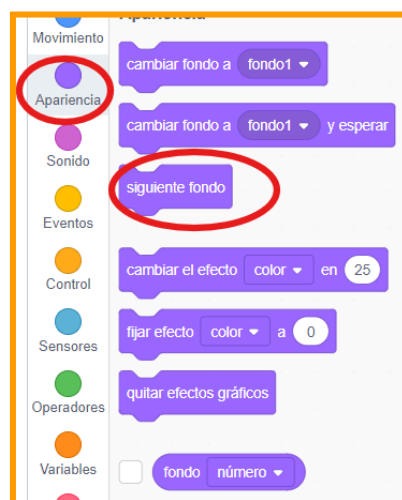 Apariencia
Movimiento
cambiar fondo a fondo1
Apariencia
cambiar fondo a fondo1 y esperar
Sonido
siguiente fondo
Eventos
cambiar el efecto color en 25
Control
fijar efecto color a 0
Sensores
quitar efectos gráficos
Operadores
Variables
fondo número